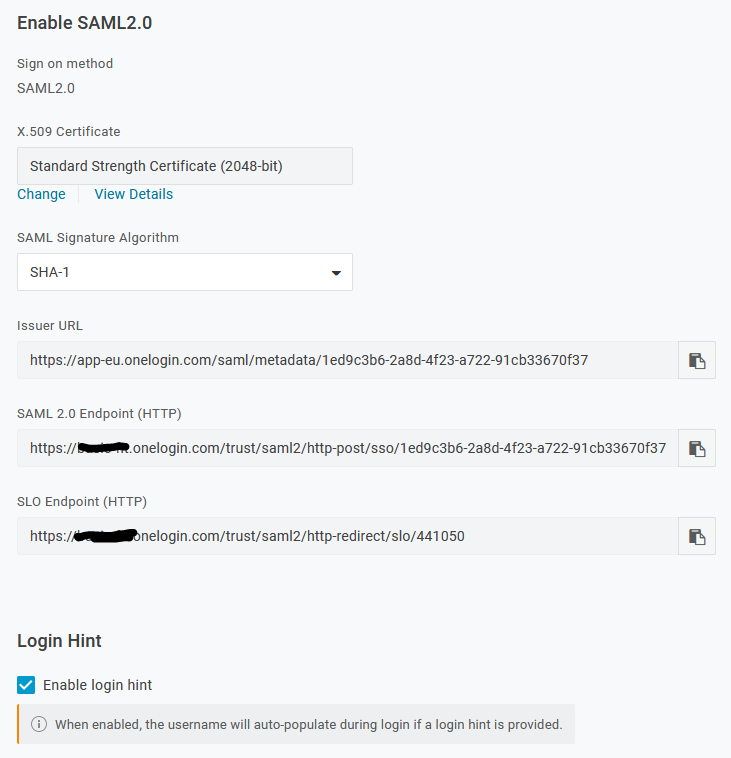 Enable SAML2.0
Sign on method
SAML2.0
X.509 Certificate
Standard Strength Certificate (2048-bit)
Change View Details
SAML Signature Algorithm
SHA-1
Issuer URL
https://app-eu.onelogin.com/saml/metadata/1ed9c3b6-2a8d-4f23-a722-91cb33670f37
SAML 2.0 Endpoint (HTTP)
https:// .onelogin.com/trust/saml2/http-post/sso/1ed9c3b6-2a8d-4f23-a722-91cb33670f37
SLO Endpoint (HTTP)
https:// onelogin.com/trust/saml2/http-redirect/slo/441050
Login Hint
Enable login hint
When enabled, the username will auto-populate during login if a login hint is provided.